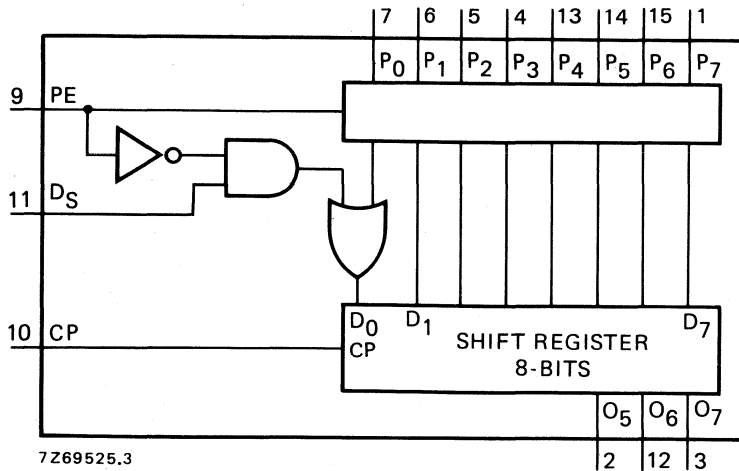 7 6 5 4 13 14 15 1
P0 P1 P2 P3 P4 P5 P6 P7
9 PE
11 DS
D0 D1 D7
10 CP CP SHIFT REGISTER
8-BITS
O5 O6 O7
7Z69525.3
2 12 3